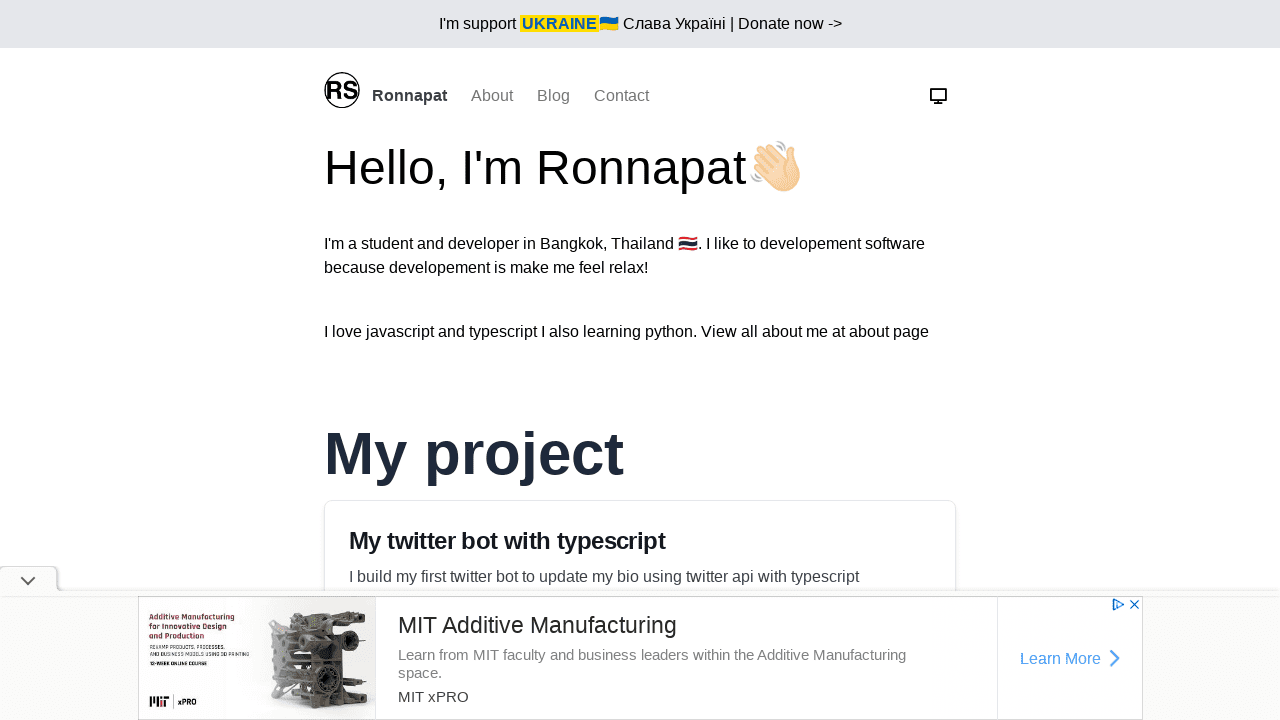 I'm support UKRAINE🇺🇦 Слава Україні | Donate now ->
RS Ronnapat About Blog Contact
Hello, I'm Ronnapat👋🏻
I'm a student and developer in Bangkok, Thailand 🇹🇭. I like to developement software
because developement is make me feel relax!
I love javascript and typescript I also learning python. View all about me at about page
My project
My twitter bot with typescript
I build my first twitter bot to update my bio using twitter api with typescript
Additive Manufacturing
for Innovative Design
and Production
REVAMP PRODUCTS, PROCESSES,
AND BUSINESS MODELS USING 3D PRINTING
12-WEEK ONLINE COURSE
MIT xPRO
MIT Additive Manufacturing
Learn from MIT faculty and business leaders within the Additive Manufacturing
space.
MIT xPRO
Learn More